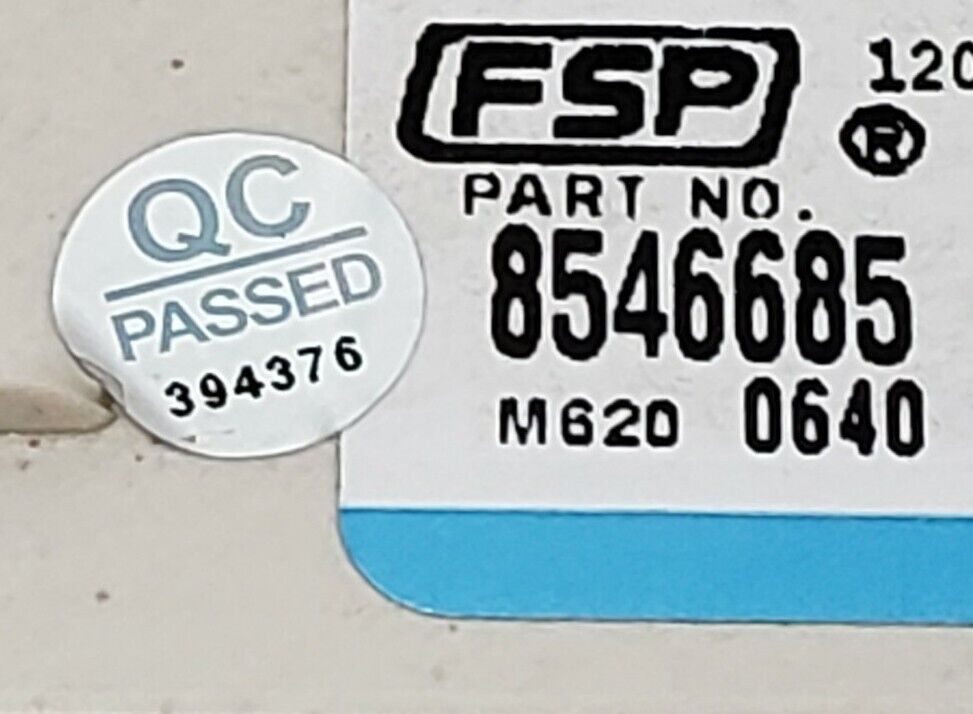 QC
PASSED
394376
FSP
120
®
PART NO.
8546685
M620 0640